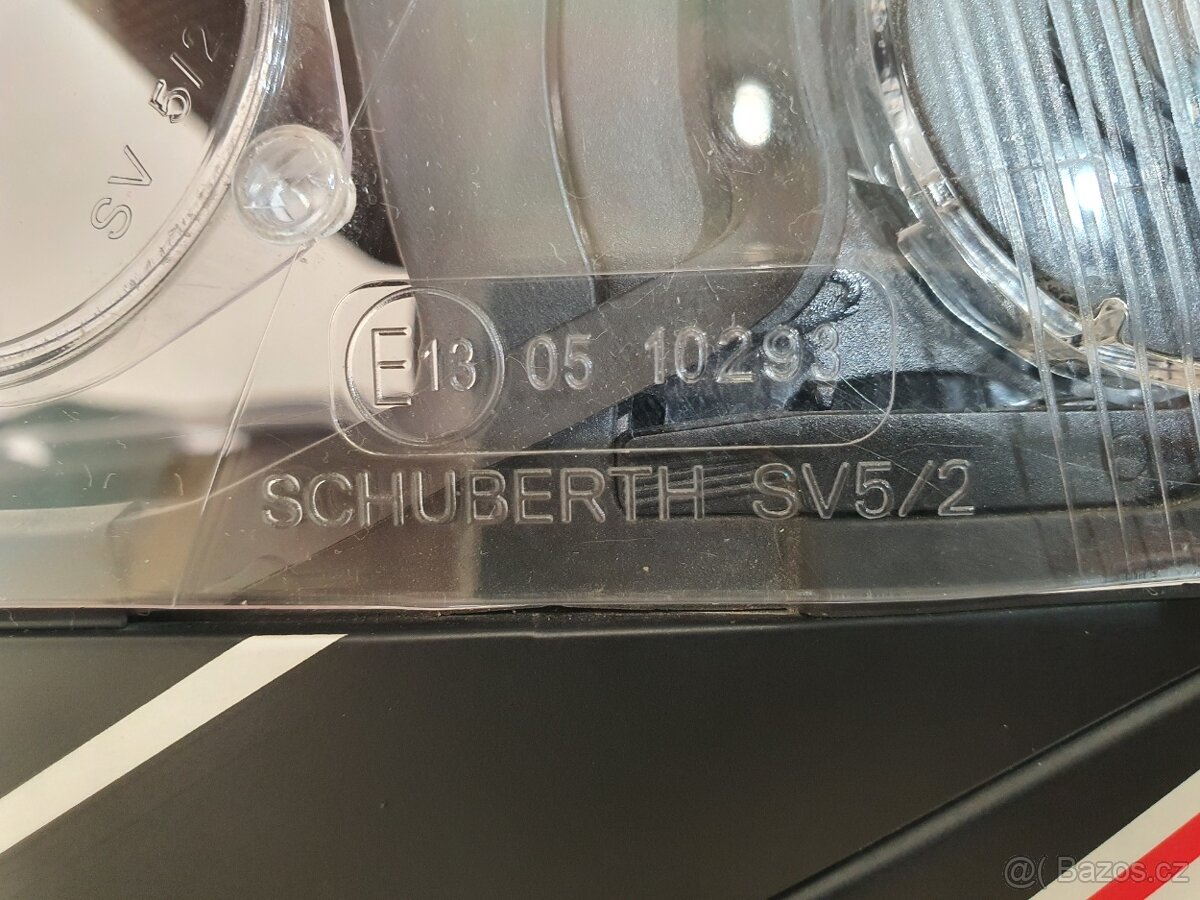 SV 5/2
E13 05 10293
SCHUBERTH SV5/2
@( Bazos.cz